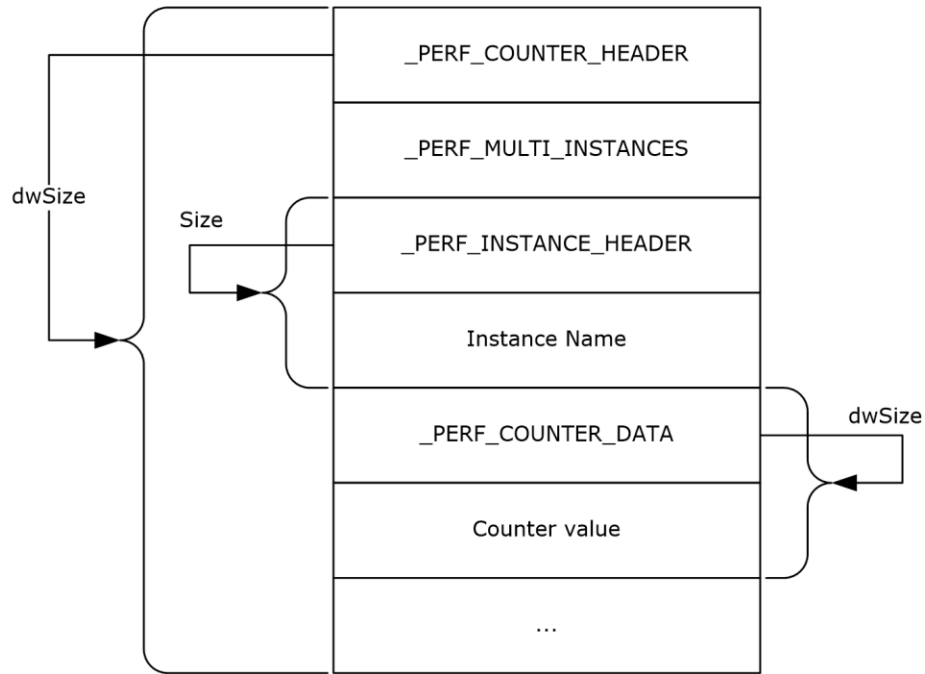 _PERF_COUNTER_HEADER
_PERF_MULTI_INSTANCES
dwSize
Size
_PERF_INSTANCE_HEADER
Instance Name
dwSize
_PERF_COUNTER_DATA
Counter value
...